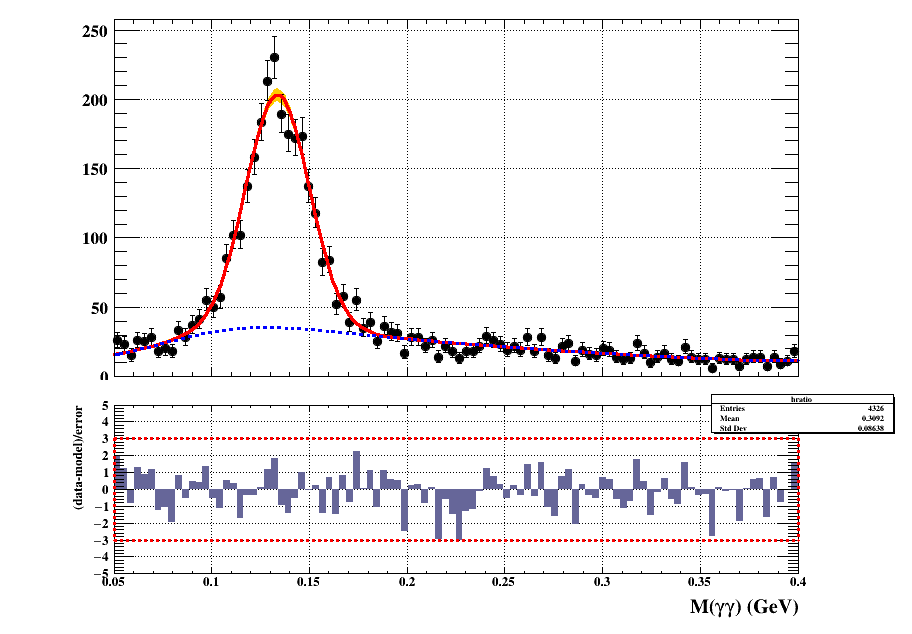 250
200
150
100
50
0
(data-model)/error
5
4
3
2
1
0
−1
−2
−3
−4
−5
hratio
Entries 4326
Mean 0.3092
Std Dev 0.08638
0.05 0.1 0.15 0.2 0.25 0.3 0.35 0.4
M(γγ) (GeV)